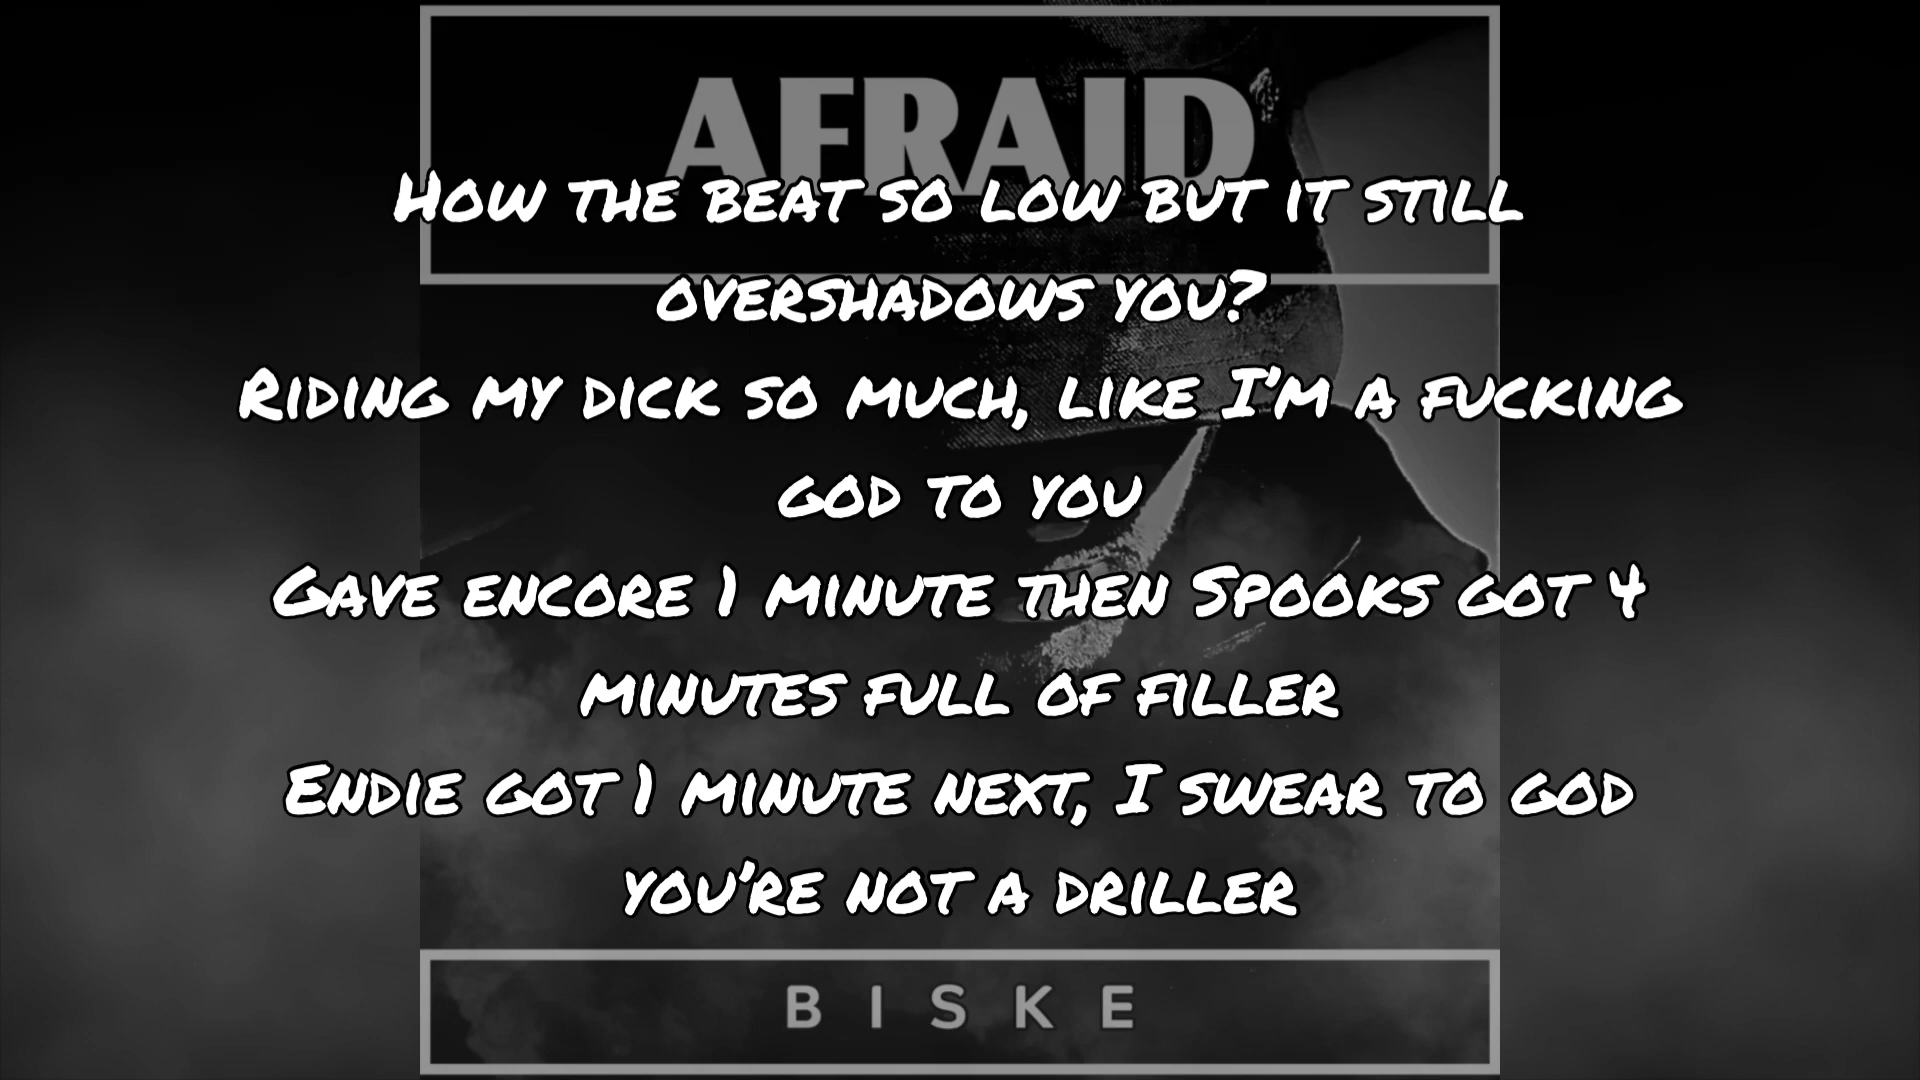 AFRAID
How the beat so low but it still
overshadows you?
Riding my dick so much, like I'm a fucking
god to you
Gave encore 1 minute then Spooks got 4
minutes full of filler
Endie got 1 minute next, I swear to god
you're not a driller
BISKE